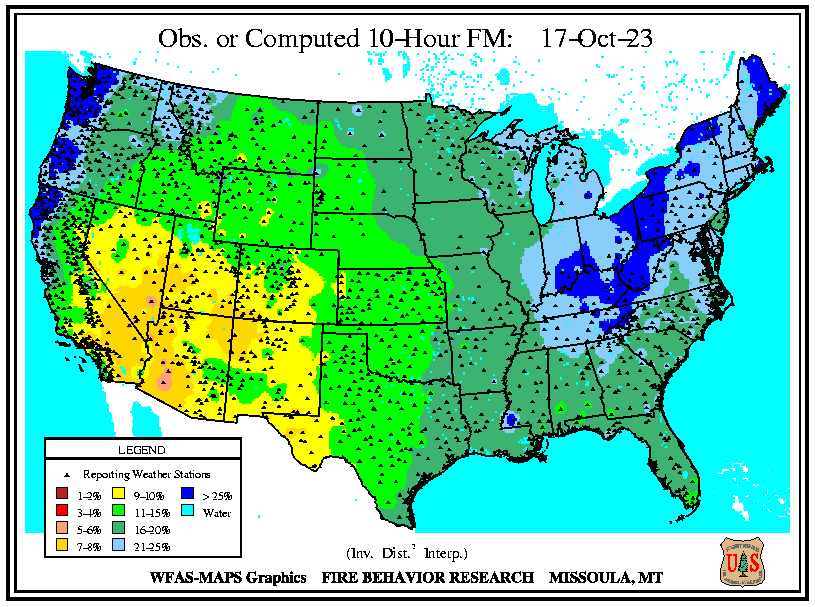 Obs. or Computed 10-Hour FM: 17-Oct-23
LEGEND
Reporting Weather Stations
1-2% 9-10% > 25%
3-4% 11-15% Water
5-6% 16-20%
7-8% 21-25%
(Inv. Dist.² Interp.)
WFAS-MAPS Graphics FIRE BEHAVIOR RESEARCH MISSOULA, MT
U S